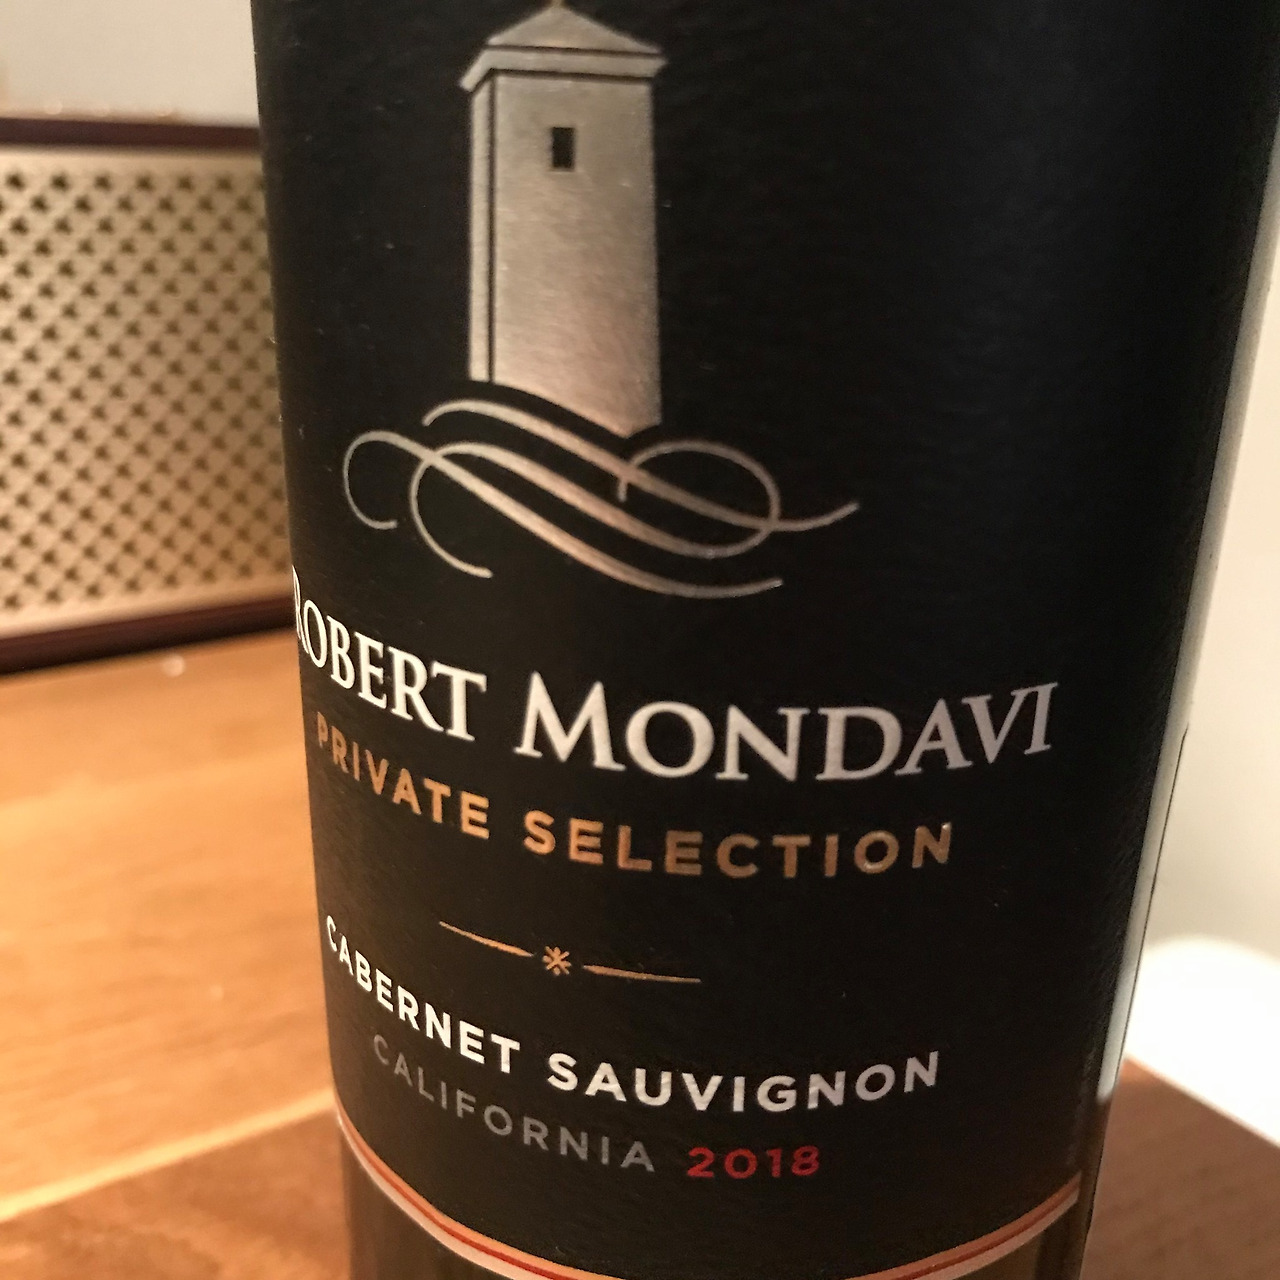 ROBERT MONDAVI
PRIVATE SELECTION
CABERNET SAUVIGNON
CALIFORNIA 2018